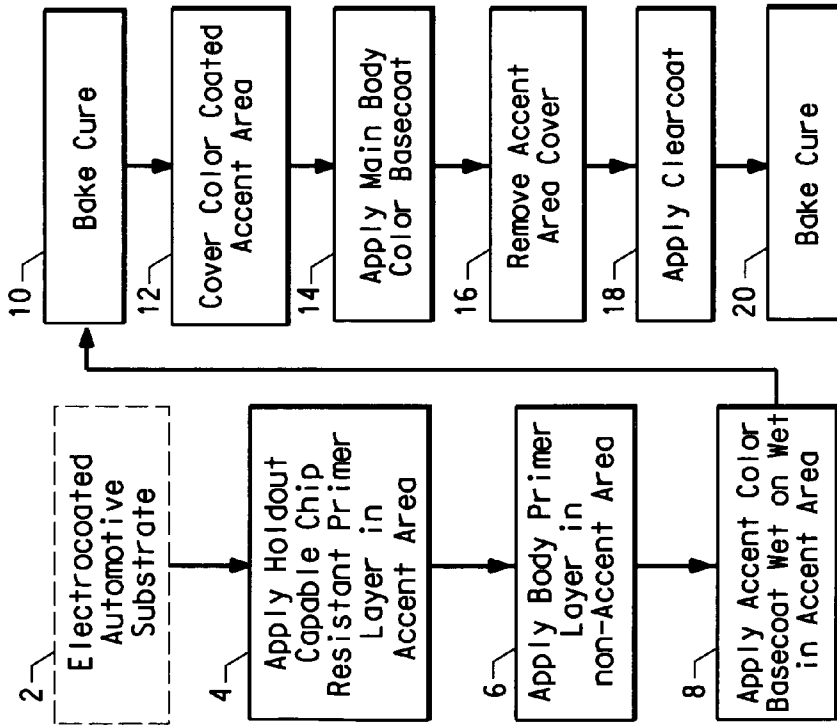 2
Electrocoated
Automotive
Substrate
4
Apply Holdout
Capable Chip
Resistant Primer
Layer in
Accent Area
6
Apply Body Primer
Layer in
non-Accent Area
8
Apply Accent Color
Basecoat Wet on Wet
in Accent Area
10
Bake Cure
12
Cover Color Coated
Accent Area
14
Apply Main Body
Color Basecoat
16
Remove Accent
Area Cover
18
Apply Clearcoat
20
Bake Cure